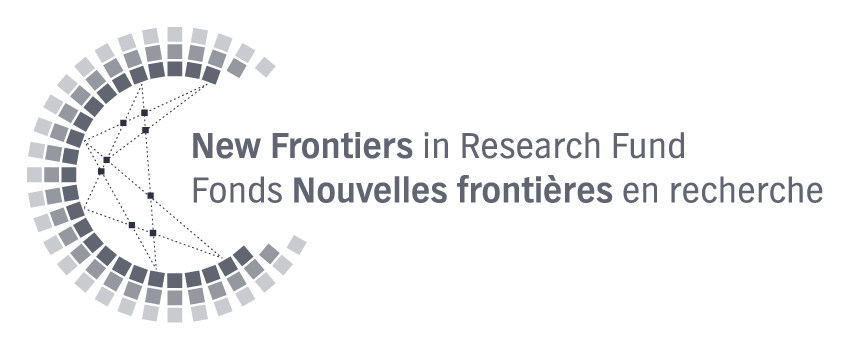 New Frontiers in Research Fund
Fonds Nouvelles frontières en recherche